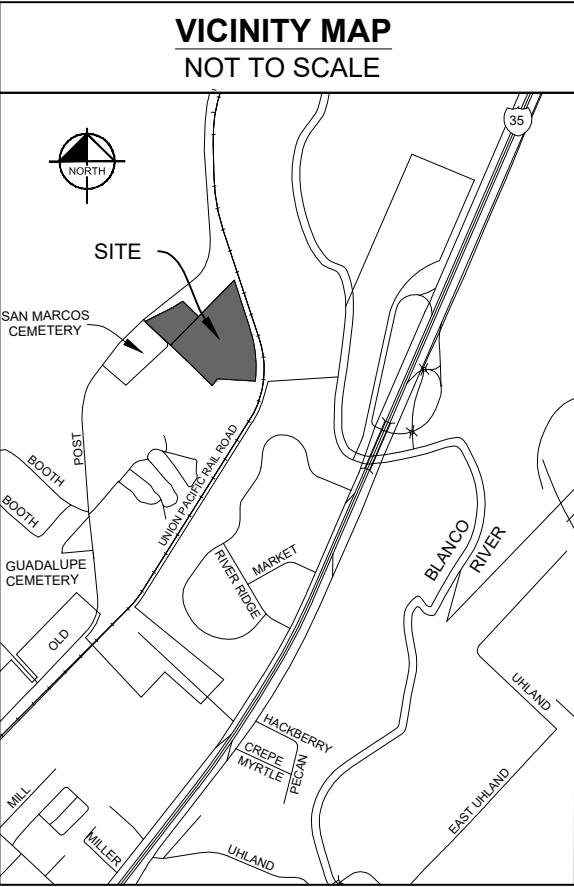 VICINITY MAP
NOT TO SCALE
35
NORTH
SITE
SAN MARCOS
CEMETERY
POST
BOOTH
BOOTH
UNION PACIFIC RAIL ROAD
GUADALUPE
CEMETERY
MARKET
RIVER RIDGE
BLANCO
RIVER
OLD
UHLAND
HACKBERRY
CREPE
MYRTLE
PECAN
EAST UHLAND
MILL
MILLER
UHLAND